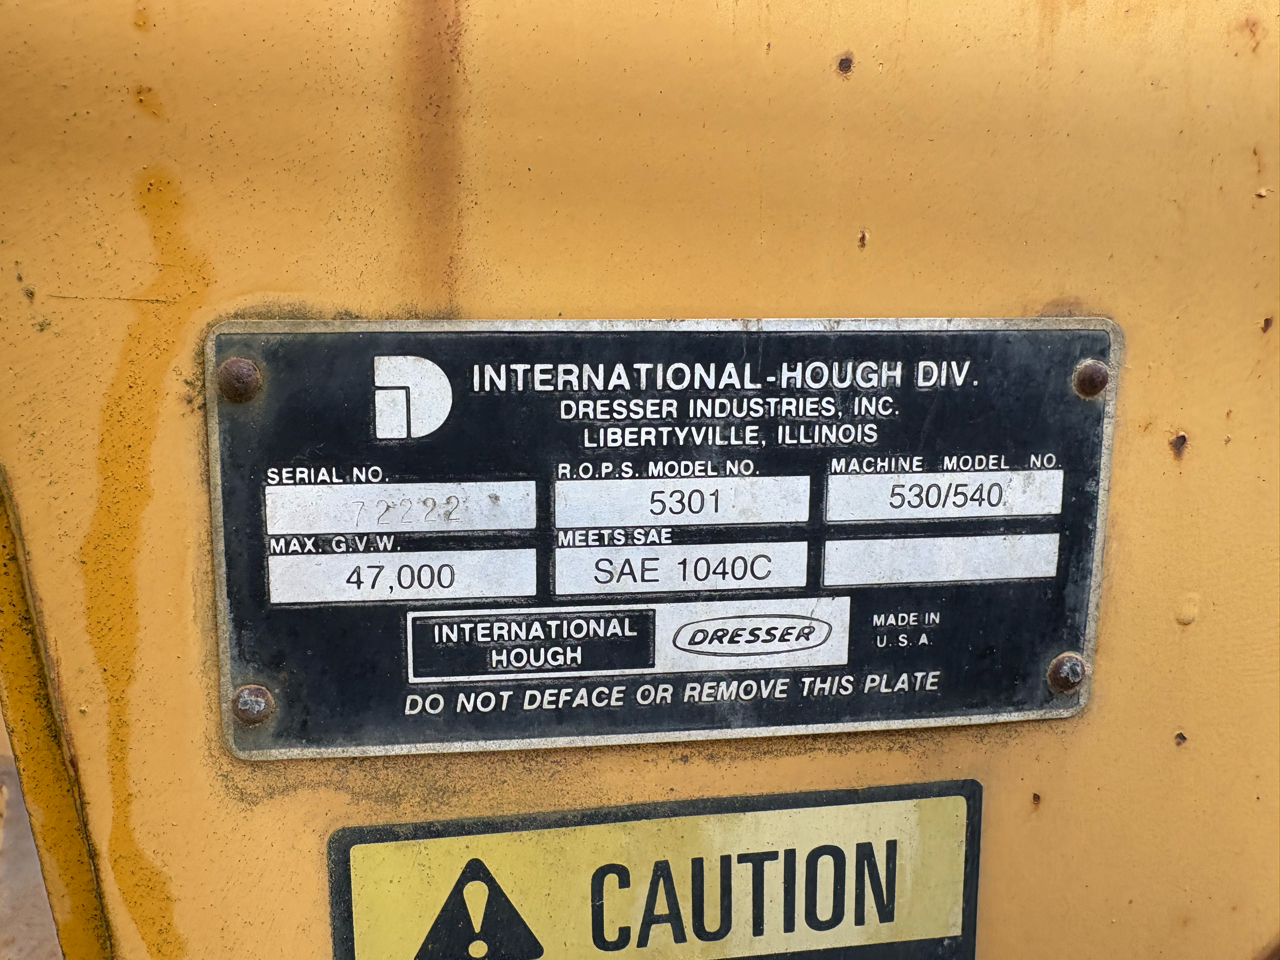 INTERNATIONAL-HOUGH DIV.
DRESSER INDUSTRIES, INC.
LIBERTYVILLE, ILLINOIS
SERIAL NO. R.O.P.S. MODEL NO. MACHINE MODEL NO.
72222 5301 530/540
MAX. G.V.W. MEETS SAE
47,000 SAE 1040C
INTERNATIONAL HOUGH DRESSER MADE IN U.S.A.
DO NOT DEFACE OR REMOVE THIS PLATE
CAUTION